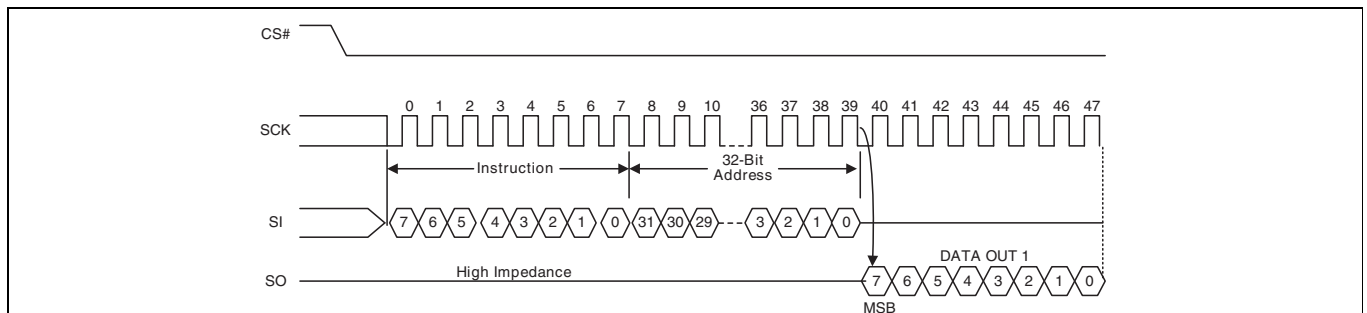 CS#
0 1 2 3 4 5 6 7 8 9 10 36 37 38 39 40 41 42 43 44 45 46 47
SCK
Instruction
32-Bit
Address
SI
7 6 5 4 3 2 1 0 31 30 29 3 2 1 0
DATA OUT 1
High Impedance
SO
7 6 5 4 3 2 1 0
MSB